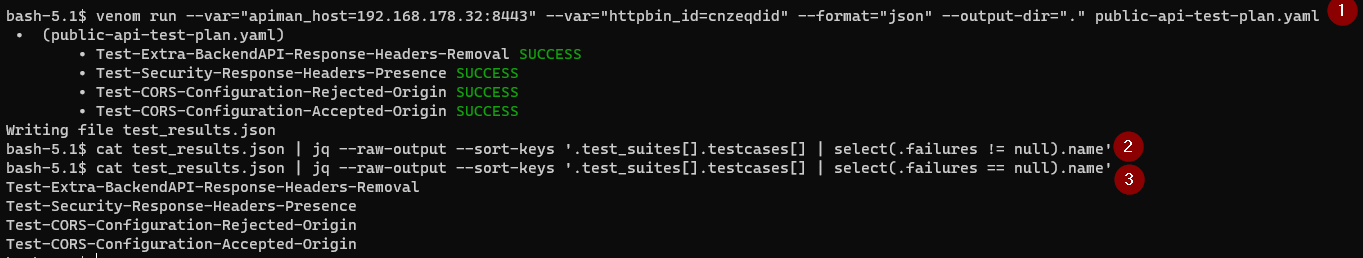 bash-5.1$ venom run --var="apiman_host=192.168.178.32:8443" --var="httpbin_id=cnzeqdid" --format="json" --output-dir="." public-api-test-plan.yaml 1
• (public-api-test-plan.yaml)
• Test-Extra-BackendAPI-Response-Headers-Removal SUCCESS
• Test-Security-Response-Headers-Presence SUCCESS
• Test-CORS-Configuration-Rejected-Origin SUCCESS
• Test-CORS-Configuration-Accepted-Origin SUCCESS
Writing file test_results.json
bash-5.1$ cat test_results.json | jq --raw-output --sort-keys '.test_suites[].testcases[] | select(.failures != null).name' 2
bash-5.1$ cat test_results.json | jq --raw-output --sort-keys '.test_suites[].testcases[] | select(.failures == null).name' 3
Test-Extra-BackendAPI-Response-Headers-Removal
Test-Security-Response-Headers-Presence
Test-CORS-Configuration-Rejected-Origin
Test-CORS-Configuration-Accepted-Origin